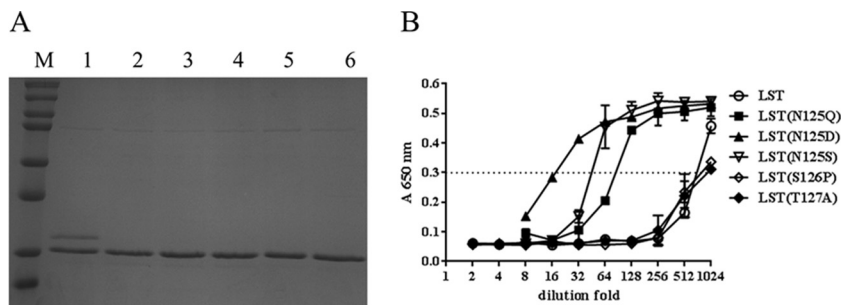 A
M 1 2 3 4 5 6
B
0.6
0.5
0.4
0.3
0.2
0.1
0.0
A 650 nm
1 2 4 8 16 32 64 128 256 512 1024
dilution fold
LST
LST(N125Q)
LST(N125D)
LST(N125S)
LST(S126P)
LST(T127A)